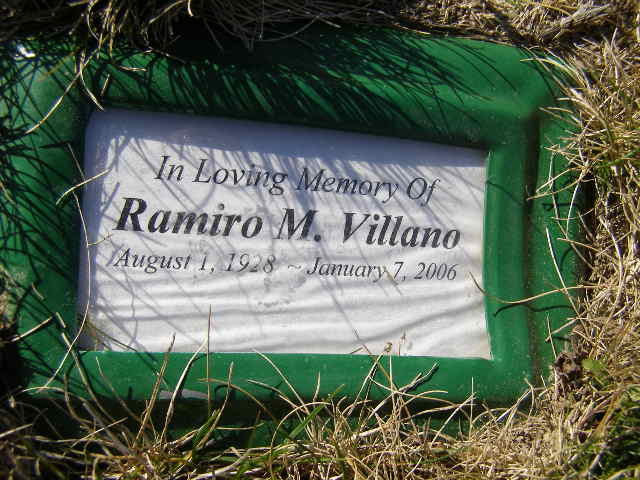 In Loving Memory Of
Ramiro M. Villano
August 1, 1928 ~ January 7, 2006